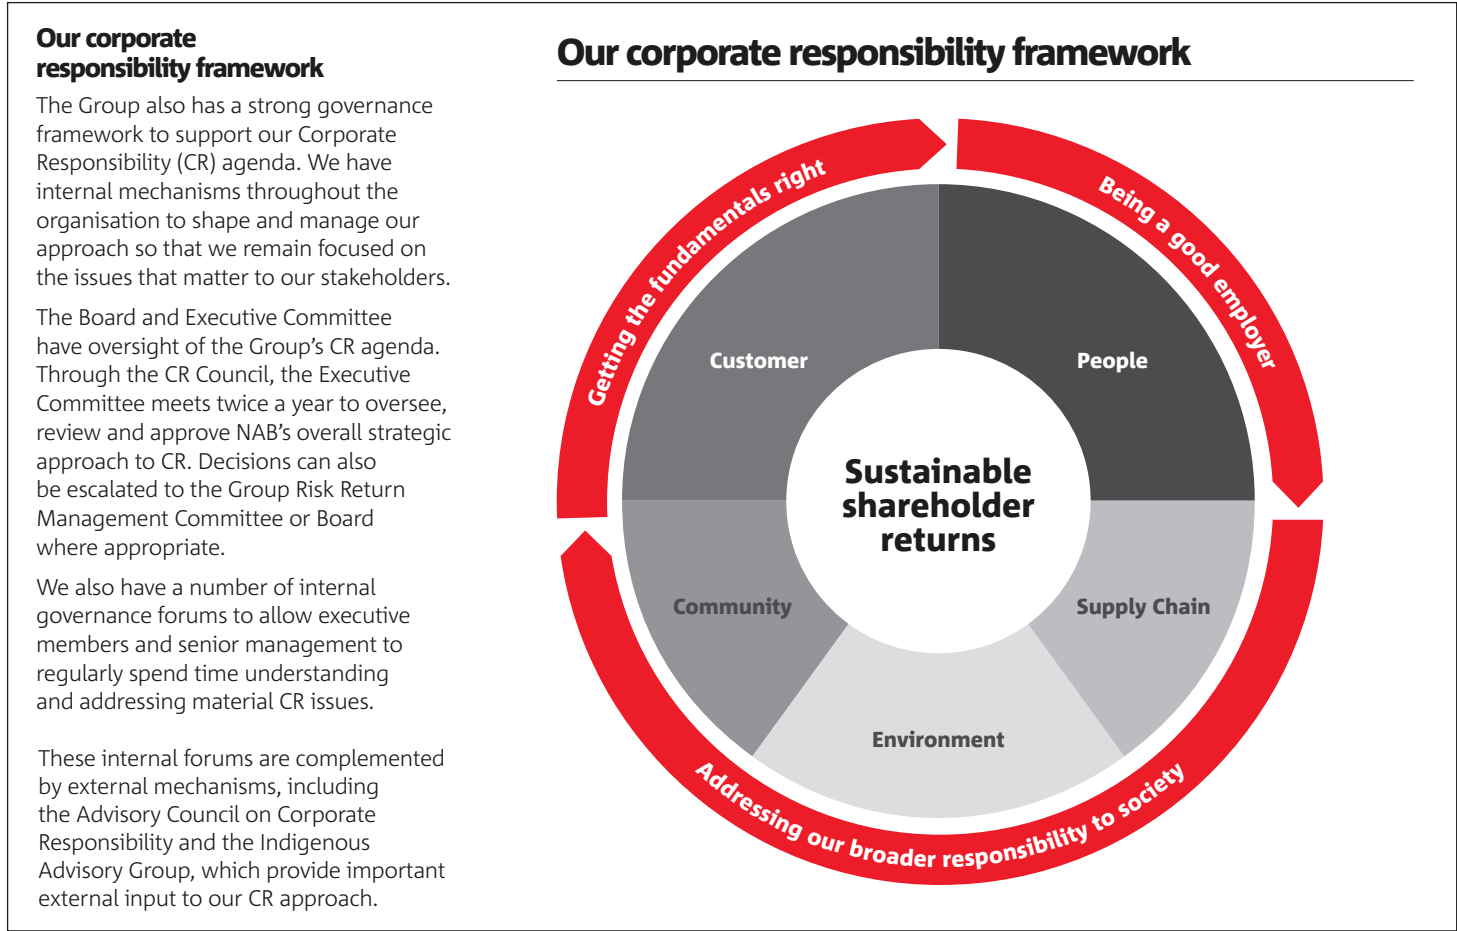 Our corporate
responsibility framework
The Group also has a strong governance
framework to support our Corporate
Responsibility (CR) agenda. We have
internal mechanisms throughout the
organisation to shape and manage our
approach so that we remain focused on
the issues that matter to our stakeholders.
The Board and Executive Committee
have oversight of the Group's CR agenda.
Through the CR Council, the Executive
Committee meets twice a year to oversee,
review and approve NAB's overall strategic
approach to CR. Decisions can also
be escalated to the Group Risk Return
Management Committee or Board
where appropriate.
We also have a number of internal
governance forums to allow executive
members and senior management to
regularly spend time understanding
and addressing material CR issues.
These internal forums are complemented
by external mechanisms, including
the Advisory Council on Corporate
Responsibility and the Indigenous
Advisory Group, which provide important
external input to our CR approach.
Our corporate responsibility framework
Getting the fundamentals right
Being a good employer
Customer
People
Sustainable
shareholder
returns
Community
Supply Chain
Environment
Addressing our broader responsibility to society